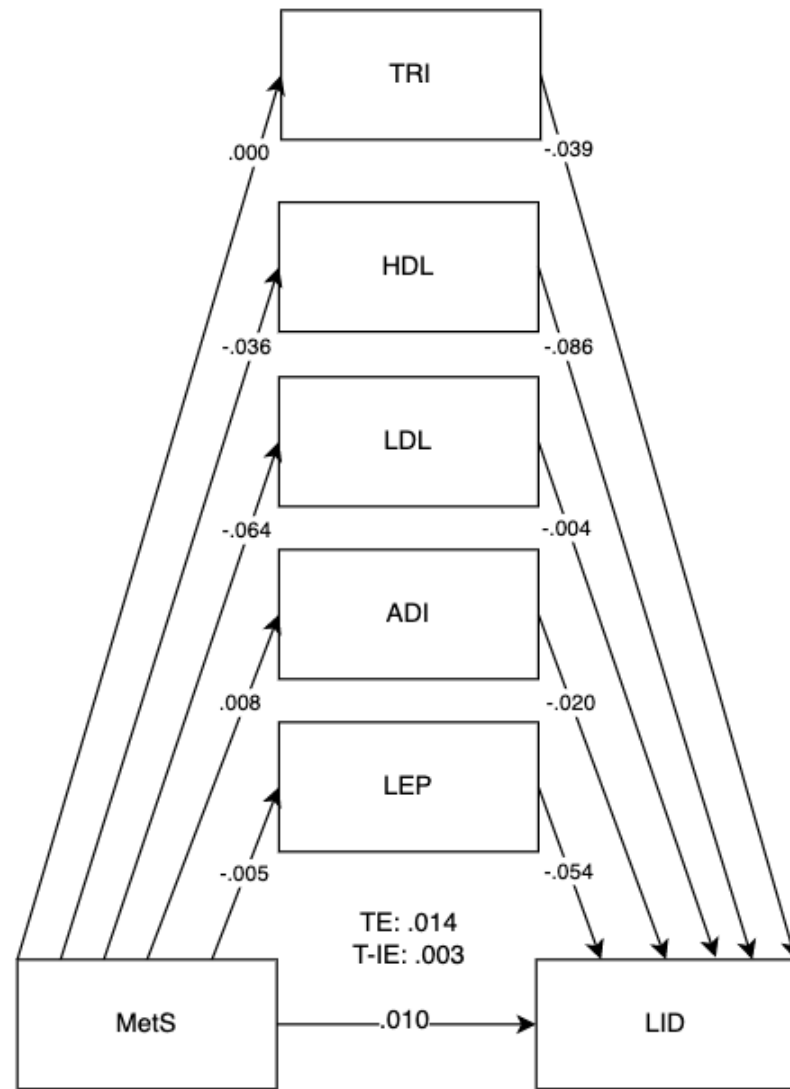 TRI
.000
-.039
HDL
-.036
-.086
LDL
-.064
-.004
ADI
.008
-.020
LEP
-.005
-.054
TE: .014
T-IE: .003
MetS
.010
LID